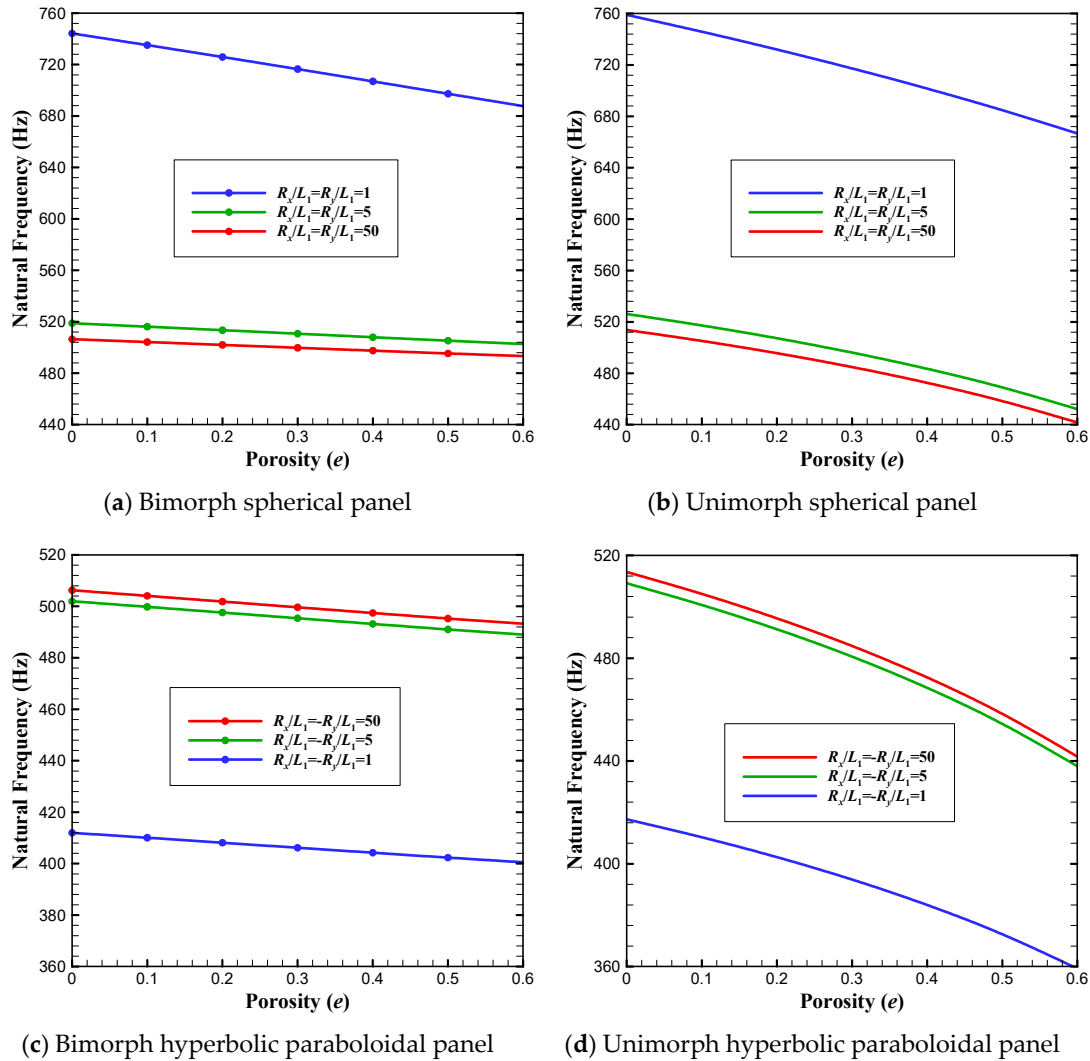 760
720
680
640
600
560
520
480
440
Natural Frequency (Hz)
Rx/L1=Ry/L1=1
Rx/L1=Ry/L1=5
Rx/L1=Ry/L1=50
0 0.1 0.2 0.3 0.4 0.5 0.6
Porosity (e)
(a) Bimorph spherical panel
760
720
680
640
600
560
520
480
440
Natural Frequency (Hz)
Rx/L1=Ry/L1=1
Rx/L1=Ry/L1=5
Rx/L1=Ry/L1=50
0 0.1 0.2 0.3 0.4 0.5 0.6
Porosity (e)
(b) Unimorph spherical panel
520
500
480
460
440
420
400
380
360
Natural Frequency (Hz)
Rx/L1=-Ry/L1=50
Rx/L1=-Ry/L1=5
Rx/L1=-Ry/L1=1
0 0.1 0.2 0.3 0.4 0.5 0.6
Porosity (e)
(c) Bimorph hyperbolic paraboloidal panel
520
480
440
400
360
Natural Frequency (Hz)
Rx/L1=-Ry/L1=50
Rx/L1=-Ry/L1=5
Rx/L1=-Ry/L1=1
0 0.1 0.2 0.3 0.4 0.5 0.6
Porosity (e)
(d) Unimorph hyperbolic paraboloidal panel